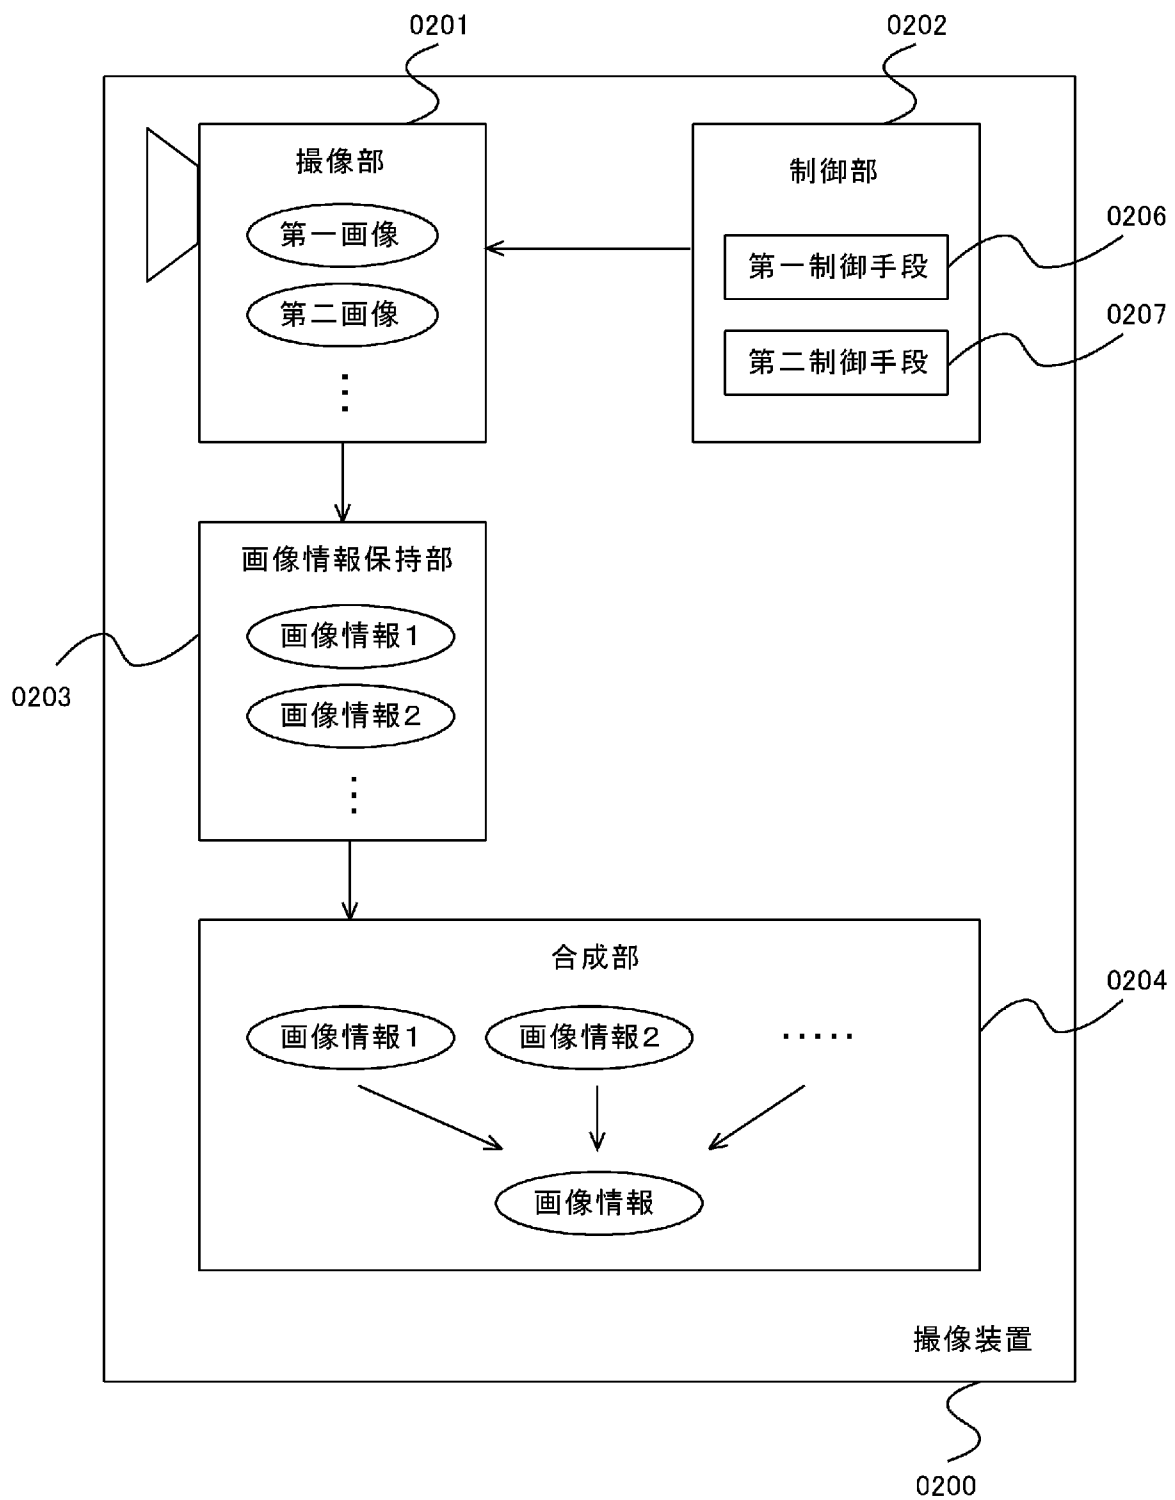 0201
0202
撮像部
制御部
0206
第一画像
第一制御手段
第二画像
0207
第二制御手段
⋮
画像情報保持部
画像情報1
0203
画像情報2
⋮
合成部
0204
画像情報1
画像情報2
・・・・・
画像情報
撮像装置
0200